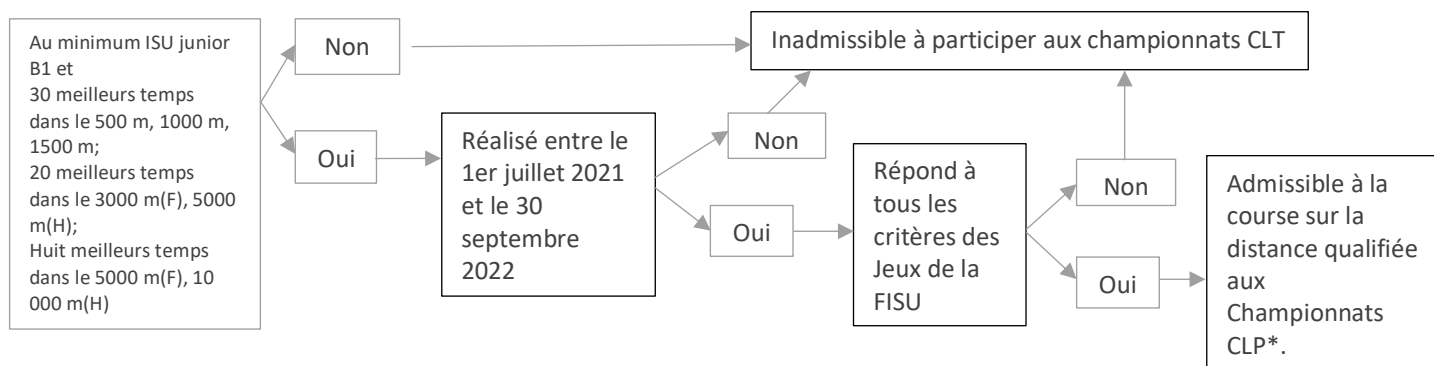 Au minimum ISU junior
B1 et
30 meilleurs temps
dans le 500 m, 1000 m,
1500 m;
20 meilleurs temps
dans le 3000 m(F), 5000
m(H);
Huit meilleurs temps
dans le 5000 m(F), 10
000 m(H)
Non
Oui
Inadmissible à participer aux championnats CLT
Réalisé entre le
1er juillet 2021
et le 30
septembre
2022
Non
Oui
Répond à
tous les
critères des
Jeux de la
FISU
Non
Oui
Admissible à la
course sur la
distance qualifiée
aux
Championnats
CLP*.